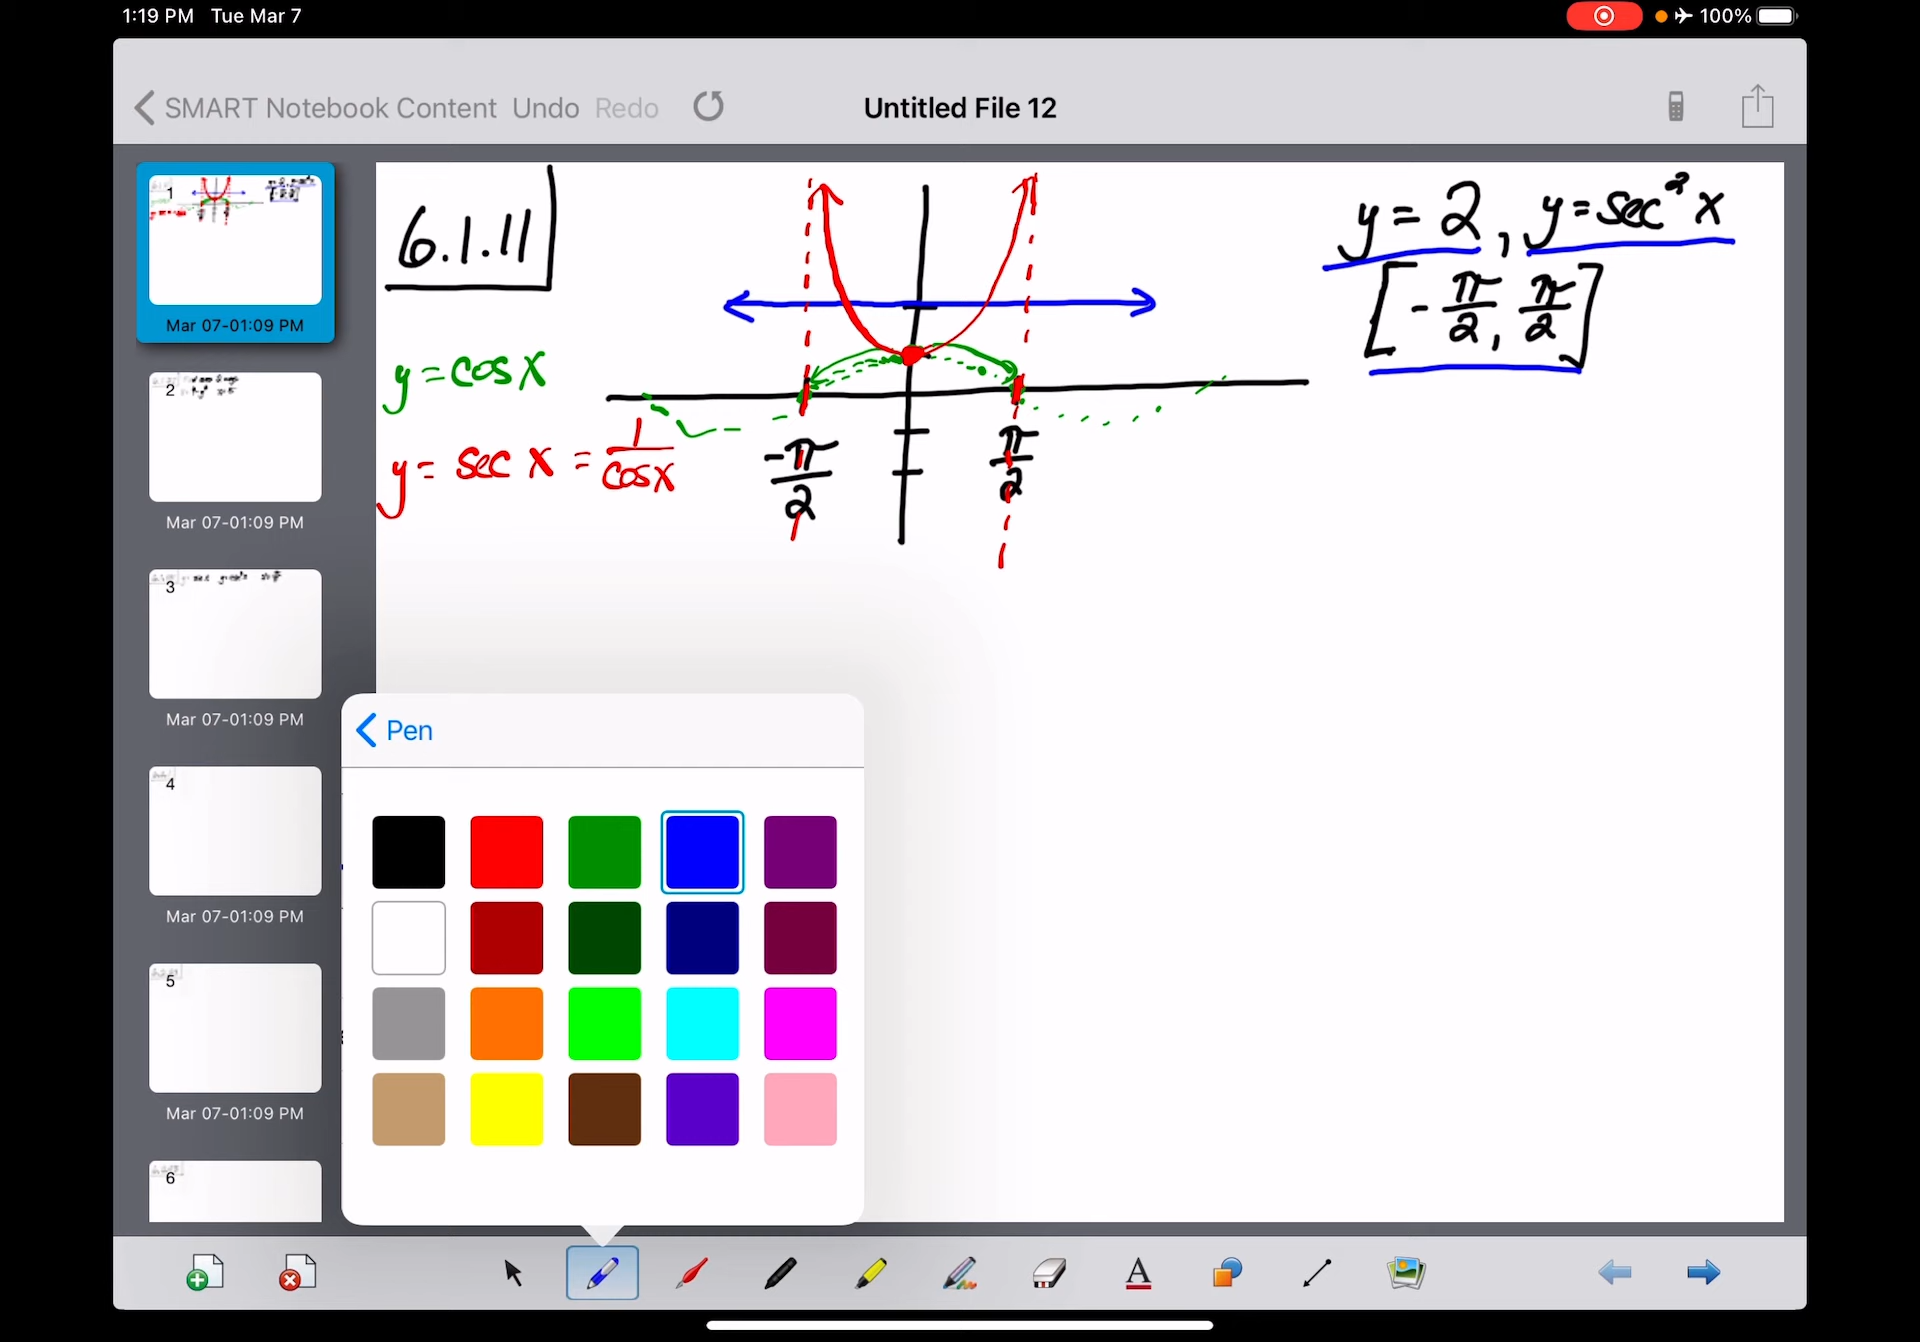 1:19 PM Tue Mar 7
100%
SMART Notebook Content Undo Redo
Untitled File 12
1
Mar 07-01:09 PM
2
Mar 07-01:09 PM
3
Mar 07-01:09 PM
4
Mar 07-01:09 PM
5
Mar 07-01:09 PM
6
6.1.11
y = 2, y = sec² x
[-π/2, π/2]
y = cos x
y = sec x = 1/cos x
-π/2
π/2
Pen
A